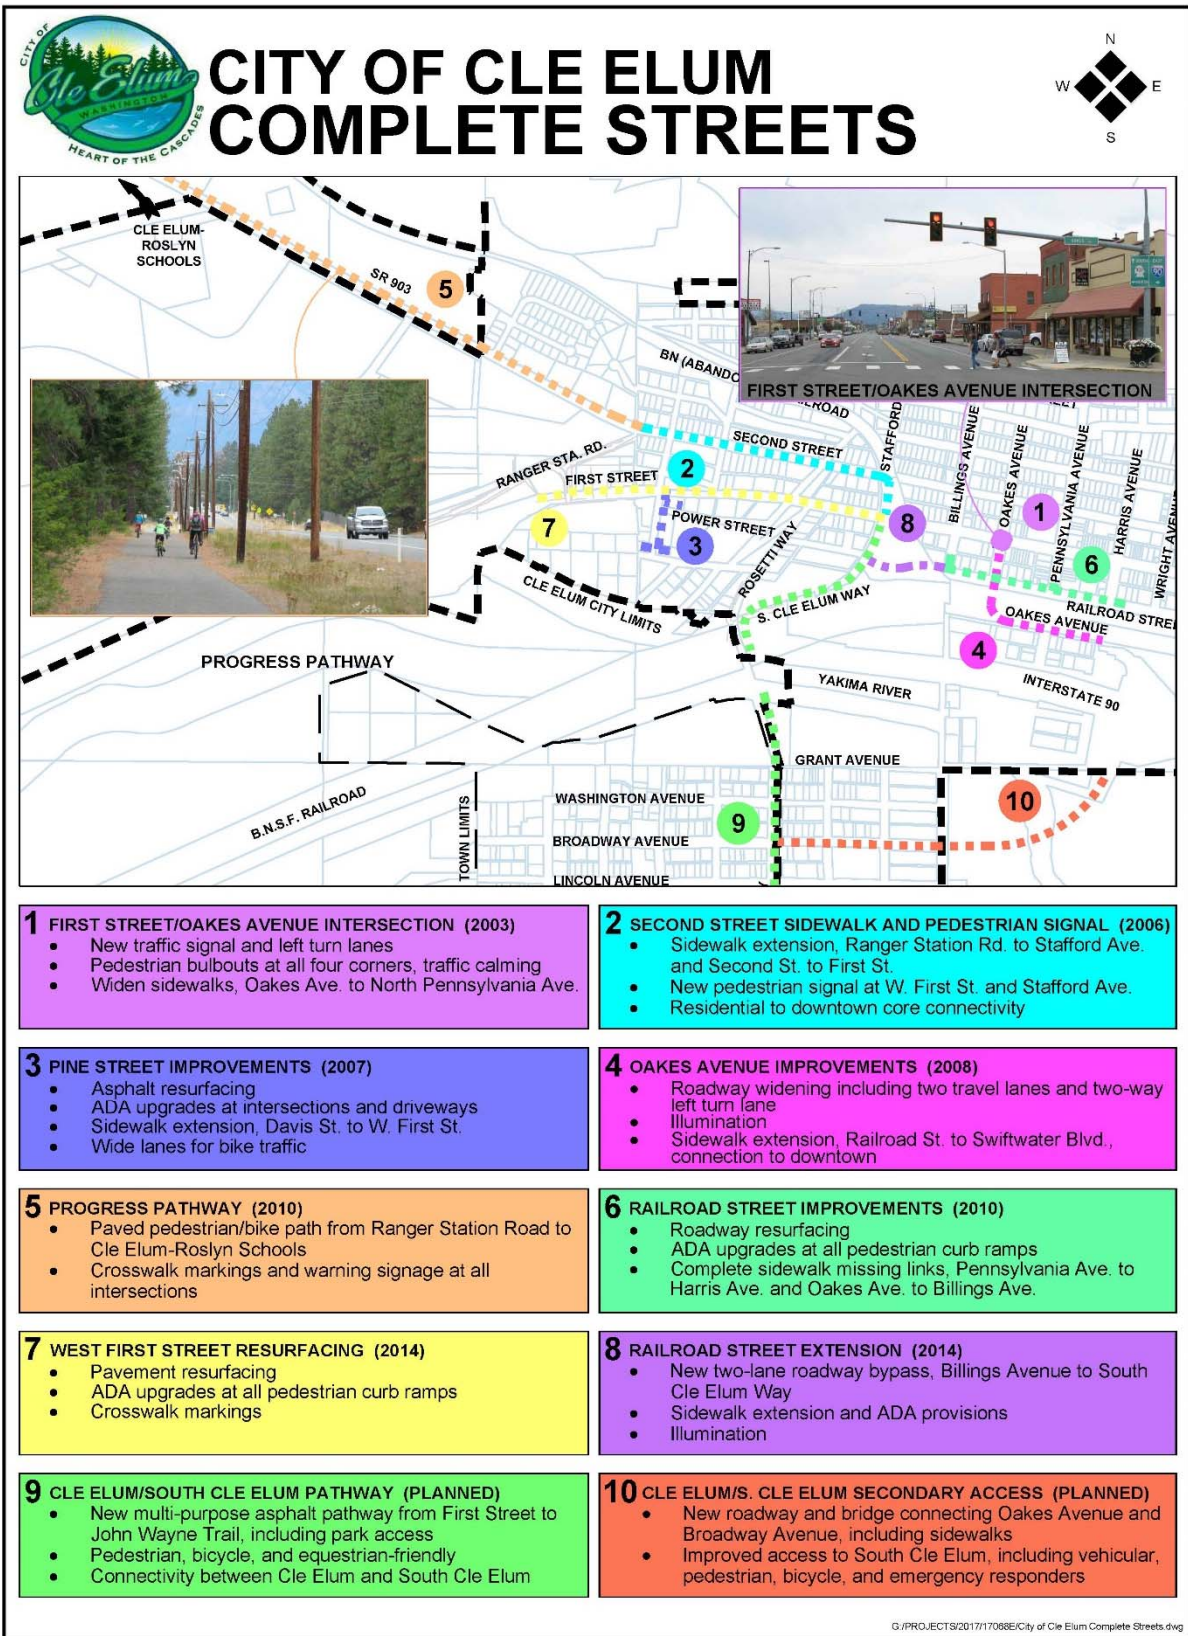 CITY OF
Cle Elum
WASHINGTON
HEART OF THE CASCADES
CITY OF CLE ELUM
COMPLETE STREETS
N
W
E
S
CLE ELUM-
ROSLYN
SCHOOLS
SR 903
5
BN (ABANDO
ROAD
FIRST STREET/OAKES AVENUE INTERSECTION
STAFFORD
SECOND STREET
BILLINGS AVENUE
OAKES AVENUE
PENNSYLVANIA AVENUE
HARRIS AVENUE
WRIGHT AVEN
RANGER STA. RD.
FIRST STREET
2
7
POWER STREET
3
8
1
6
ROSETTI WAY
CLE ELUM CITY LIMITS
S. CLE ELUM WAY
RAILROAD STRE
OAKES AVENUE
4
PROGRESS PATHWAY
YAKIMA RIVER
INTERSTATE 90
GRANT AVENUE
B.N.S.F. RAILROAD
TOWN LIMITS
WASHINGTON AVENUE
9
10
BROADWAY AVENUE
LINCOLN AVENUE
1 FIRST STREET/OAKES AVENUE INTERSECTION (2003)
• New traffic signal and left turn lanes
• Pedestrian bulbouts at all four corners, traffic calming
• Widen sidewalks, Oakes Ave. to North Pennsylvania Ave.
2 SECOND STREET SIDEWALK AND PEDESTRIAN SIGNAL (2006)
• Sidewalk extension, Ranger Station Rd. to Stafford Ave.
and Second St. to First St.
• New pedestrian signal at W. First St. and Stafford Ave.
• Residential to downtown core connectivity
3 PINE STREET IMPROVEMENTS (2007)
• Asphalt resurfacing
• ADA upgrades at intersections and driveways
• Sidewalk extension, Davis St. to W. First St.
• Wide lanes for bike traffic
4 OAKES AVENUE IMPROVEMENTS (2008)
• Roadway widening including two travel lanes and two-way
left turn lane
• Illumination
• Sidewalk extension, Railroad St. to Swiftwater Blvd.,
connection to downtown
5 PROGRESS PATHWAY (2010)
• Paved pedestrian/bike path from Ranger Station Road to
Cle Elum-Roslyn Schools
• Crosswalk markings and warning signage at all
intersections
6 RAILROAD STREET IMPROVEMENTS (2010)
• Roadway resurfacing
• ADA upgrades at all pedestrian curb ramps
• Complete sidewalk missing links, Pennsylvania Ave. to
Harris Ave. and Oakes Ave. to Billings Ave.
7 WEST FIRST STREET RESURFACING (2014)
• Pavement resurfacing
• ADA upgrades at all pedestrian curb ramps
• Crosswalk markings
8 RAILROAD STREET EXTENSION (2014)
• New two-lane roadway bypass, Billings Avenue to South
Cle Elum Way
• Sidewalk extension and ADA provisions
• Illumination
9 CLE ELUM/SOUTH CLE ELUM PATHWAY (PLANNED)
• New multi-purpose asphalt pathway from First Street to
John Wayne Trail, including park access
• Pedestrian, bicycle, and equestrian-friendly
• Connectivity between Cle Elum and South Cle Elum
10 CLE ELUM/S. CLE ELUM SECONDARY ACCESS (PLANNED)
• New roadway and bridge connecting Oakes Avenue and
Broadway Avenue, including sidewalks
• Improved access to South Cle Elum, including vehicular,
pedestrian, bicycle, and emergency responders
G:/PROJECTS/2017/17068E/City of Cle Elum Complete Streets.dwg